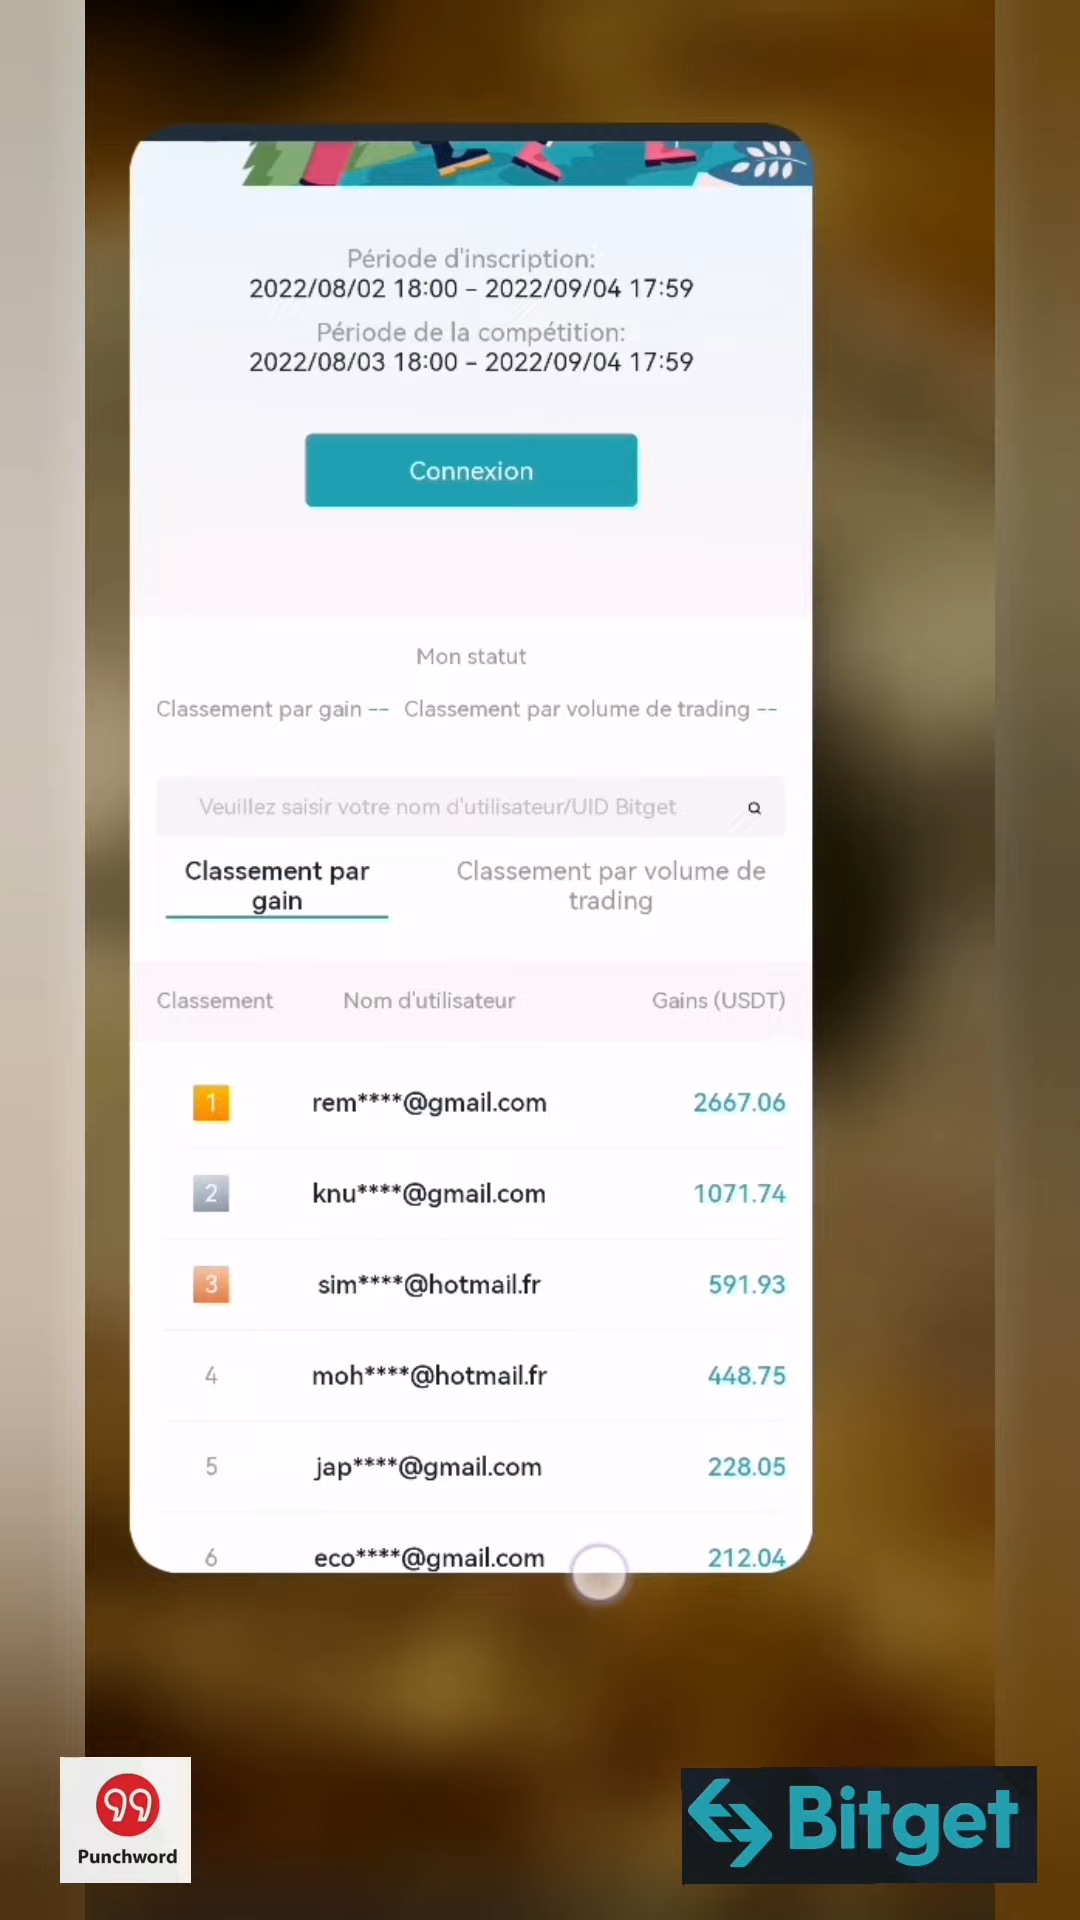 Période d'inscription:
2022/08/02 18:00 – 2022/09/04 17:59
Période de la compétition:
2022/08/03 18:00 – 2022/09/04 17:59
Connexion
Mon statut
Classement par gain -- Classement par volume de trading --
Veuillez saisir votre nom d'utilisateur/UID Bitget
Classement par
gain
Classement par volume de
trading
Classement Nom d'utilisateur Gains (USDT)
1 rem****@gmail.com 2667.06
2 knu****@gmail.com 1071.74
3 sim****@hotmail.fr 591.93
4 moh****@hotmail.fr 448.75
5 jap****@gmail.com 228.05
6 eco****@gmail.com 212.04
Punchword
Bitget